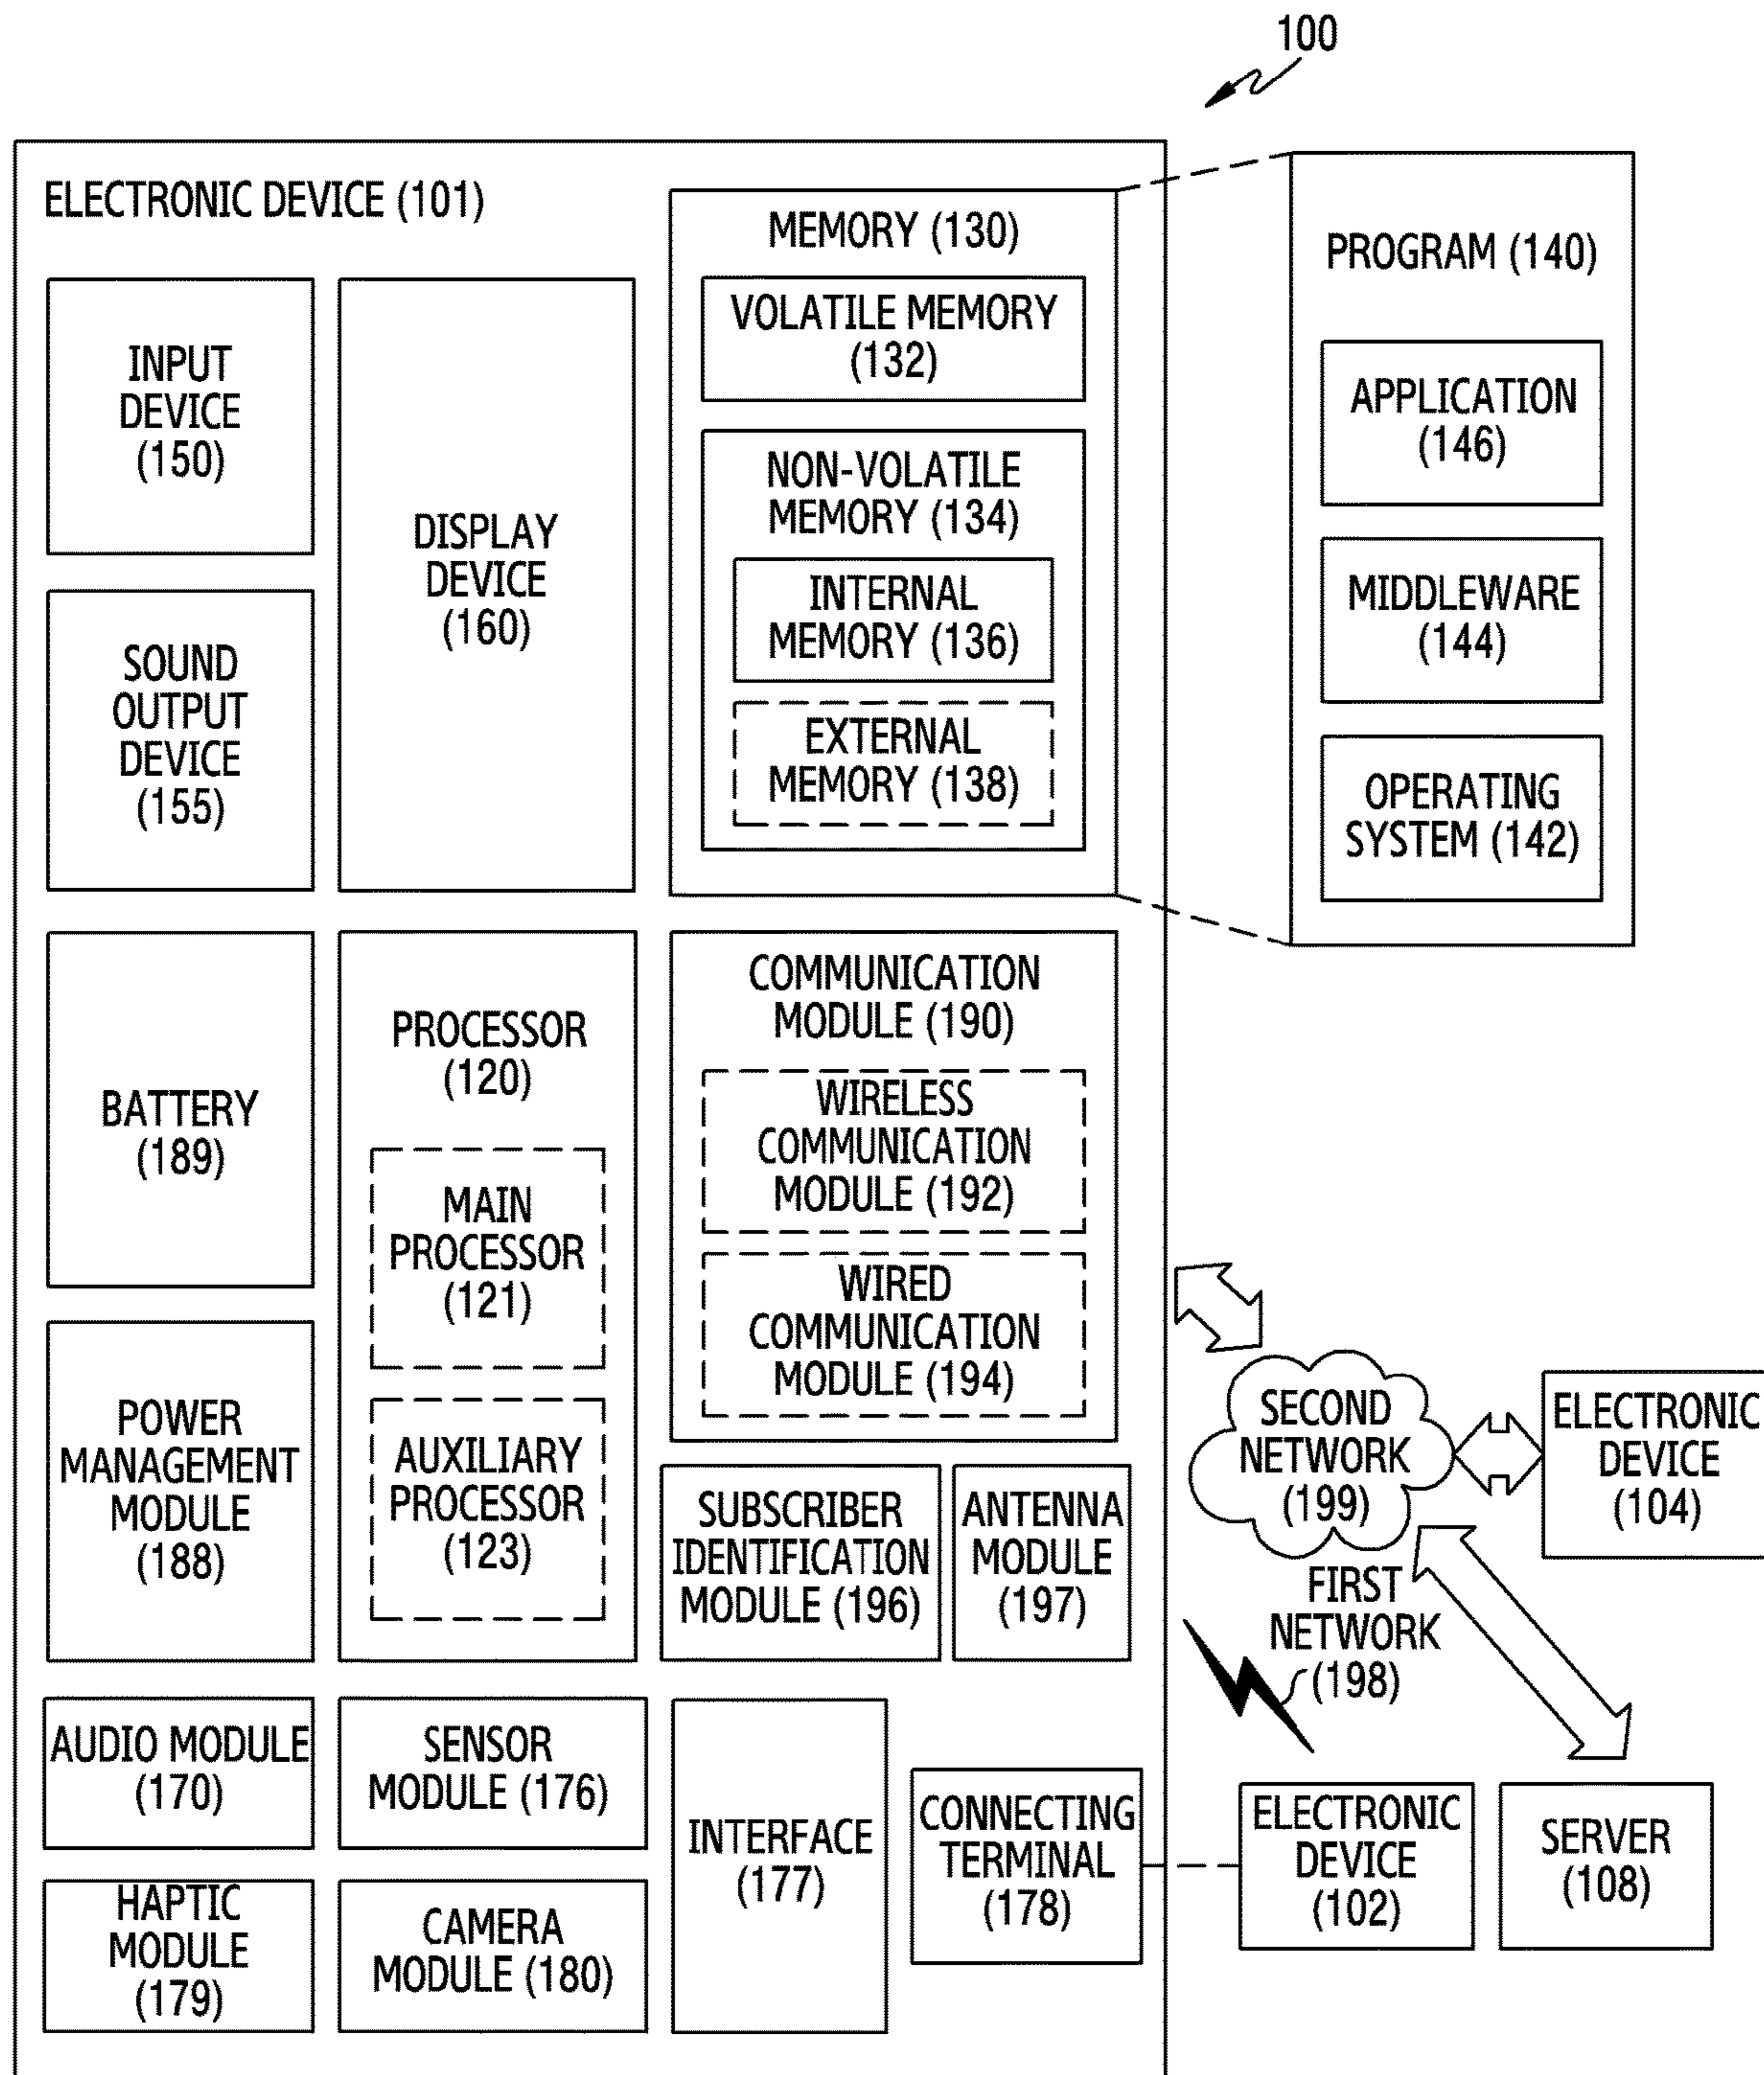 100
ELECTRONIC DEVICE (101)
INPUT
DEVICE
(150)
SOUND
OUTPUT
DEVICE
(155)
DISPLAY
DEVICE
(160)
MEMORY (130)
VOLATILE MEMORY
(132)
NON-VOLATILE
MEMORY (134)
INTERNAL
MEMORY (136)
EXTERNAL
MEMORY (138)
PROGRAM (140)
APPLICATION
(146)
MIDDLEWARE
(144)
OPERATING
SYSTEM (142)
BATTERY
(189)
POWER
MANAGEMENT
MODULE
(188)
PROCESSOR
(120)
MAIN
PROCESSOR
(121)
AUXILIARY
PROCESSOR
(123)
COMMUNICATION
MODULE (190)
WIRELESS
COMMUNICATION
MODULE (192)
WIRED
COMMUNICATION
MODULE (194)
SUBSCRIBER
IDENTIFICATION
MODULE (196)
ANTENNA
MODULE
(197)
SECOND
NETWORK
(199)
ELECTRONIC
DEVICE
(104)
FIRST
NETWORK
(198)
AUDIO MODULE
(170)
SENSOR
MODULE (176)
HAPTIC
MODULE
(179)
CAMERA
MODULE (180)
INTERFACE
(177)
CONNECTING
TERMINAL
(178)
ELECTRONIC
DEVICE
(102)
SERVER
(108)